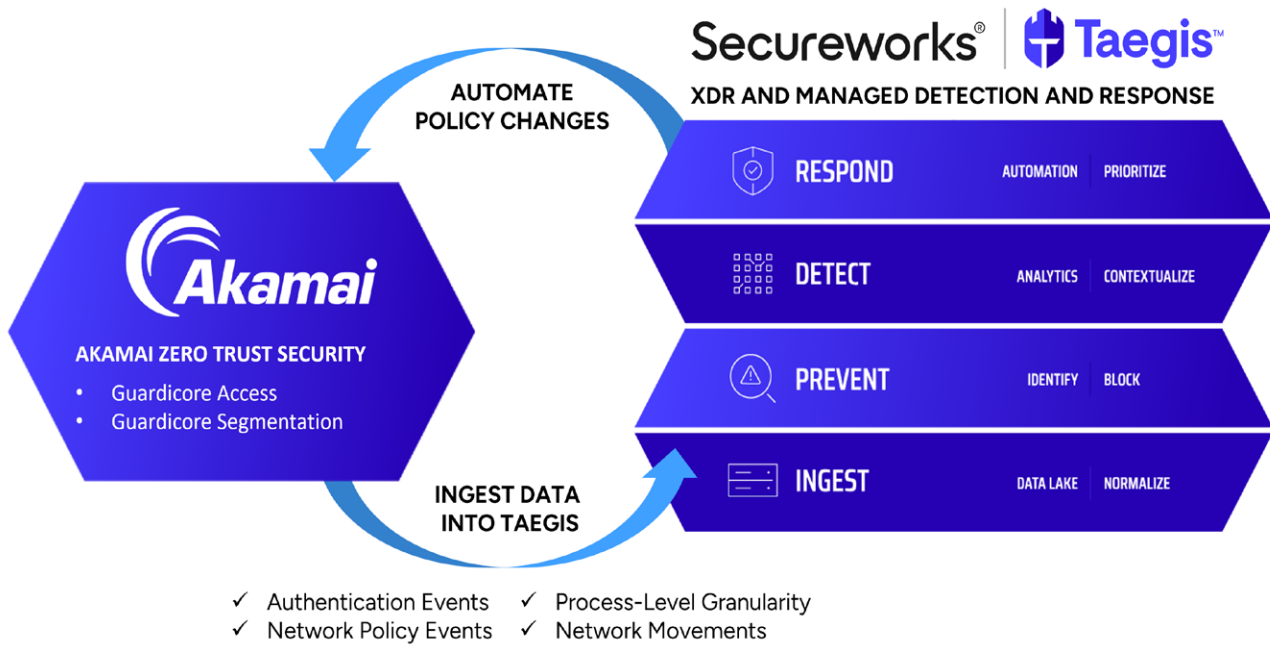 Secureworks® | Taegis™
XDR AND MANAGED DETECTION AND RESPONSE
AUTOMATE
POLICY CHANGES
RESPOND AUTOMATION | PRIORITIZE
DETECT ANALYTICS | CONTEXTUALIZE
PREVENT IDENTIFY | BLOCK
INGEST DATA LAKE | NORMALIZE
Akamai
AKAMAI ZERO TRUST SECURITY
• Guardicore Access
• Guardicore Segmentation
INGEST DATA
INTO TAEGIS
✓ Authentication Events ✓ Process-Level Granularity
✓ Network Policy Events ✓ Network Movements